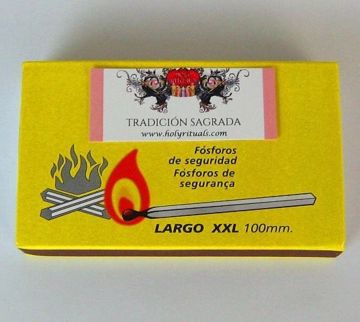 TRADICIÓN SAGRADA
www.holyrituals.com
Fósforos
de seguridad
Fósforos de
segurança
LARGO XXL 100mm.